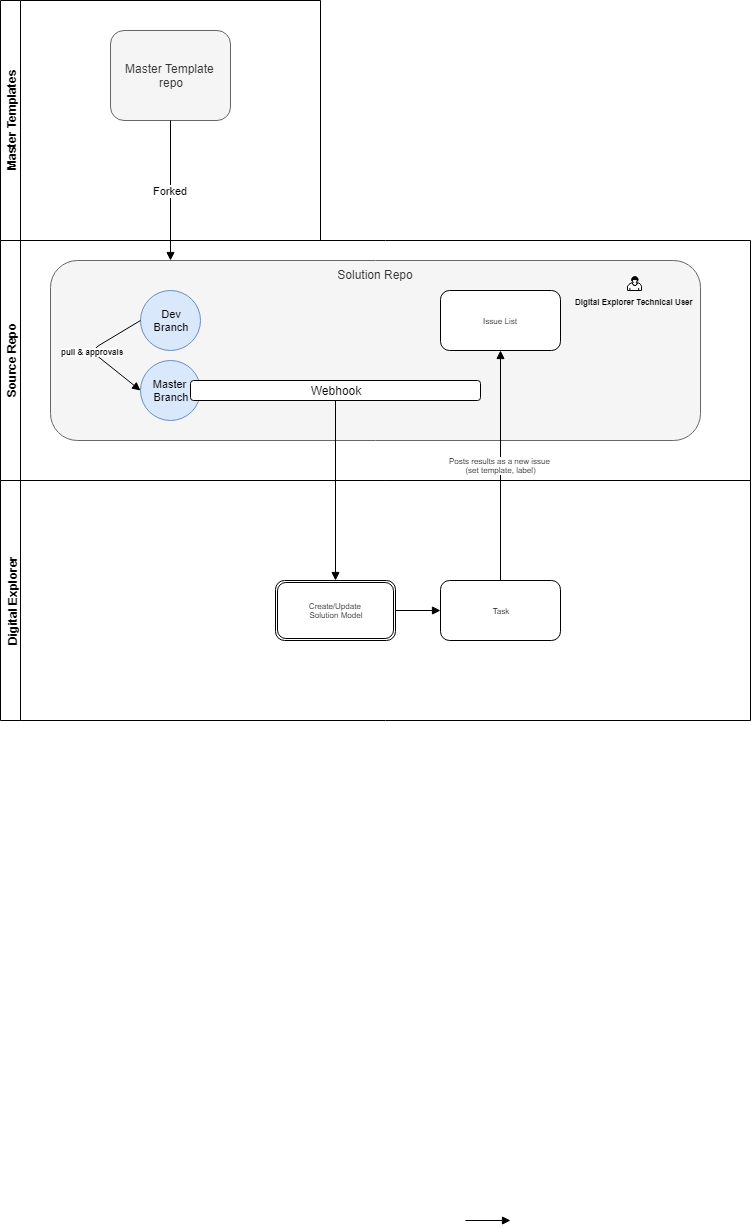 Master Templates
Master Template
repo
Forked
Source Repo
Solution Repo
Digital Explorer Technical User
Dev
Branch
Issue List
pull & approvals
Master
Branch
Webhook
Posts results as a new issue
(set template, label)
Digital Explorer
Create/Update
Solution Model
Task